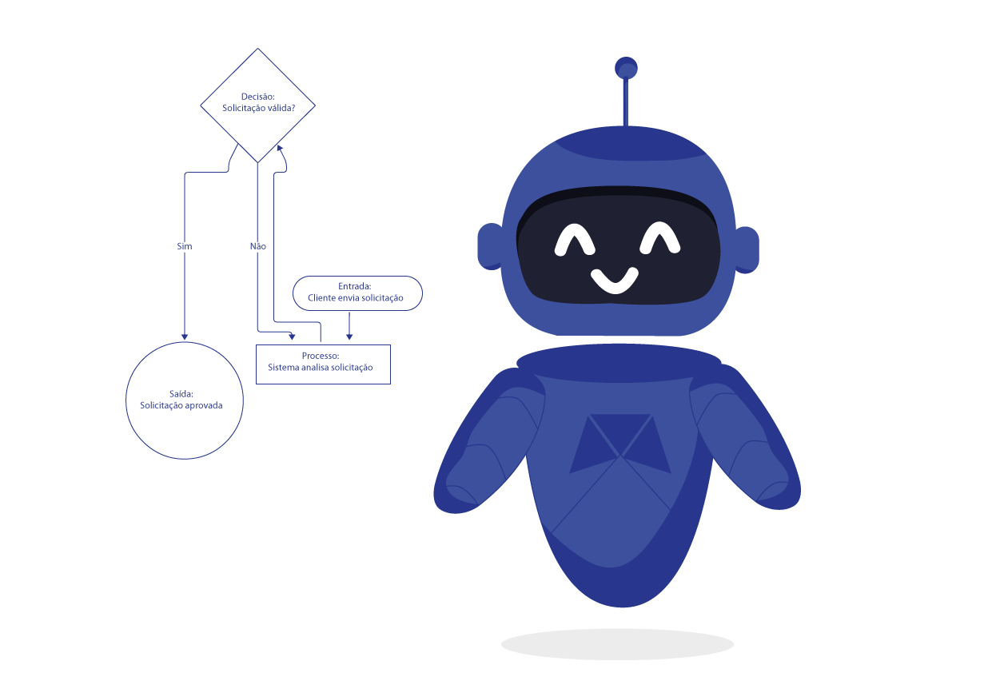 Decisão:
Solicitação válida?
Sim
Não
Entrada:
Cliente envia solicitação
Processo:
Sistema analisa solicitação
Saída:
Solicitação aprovada